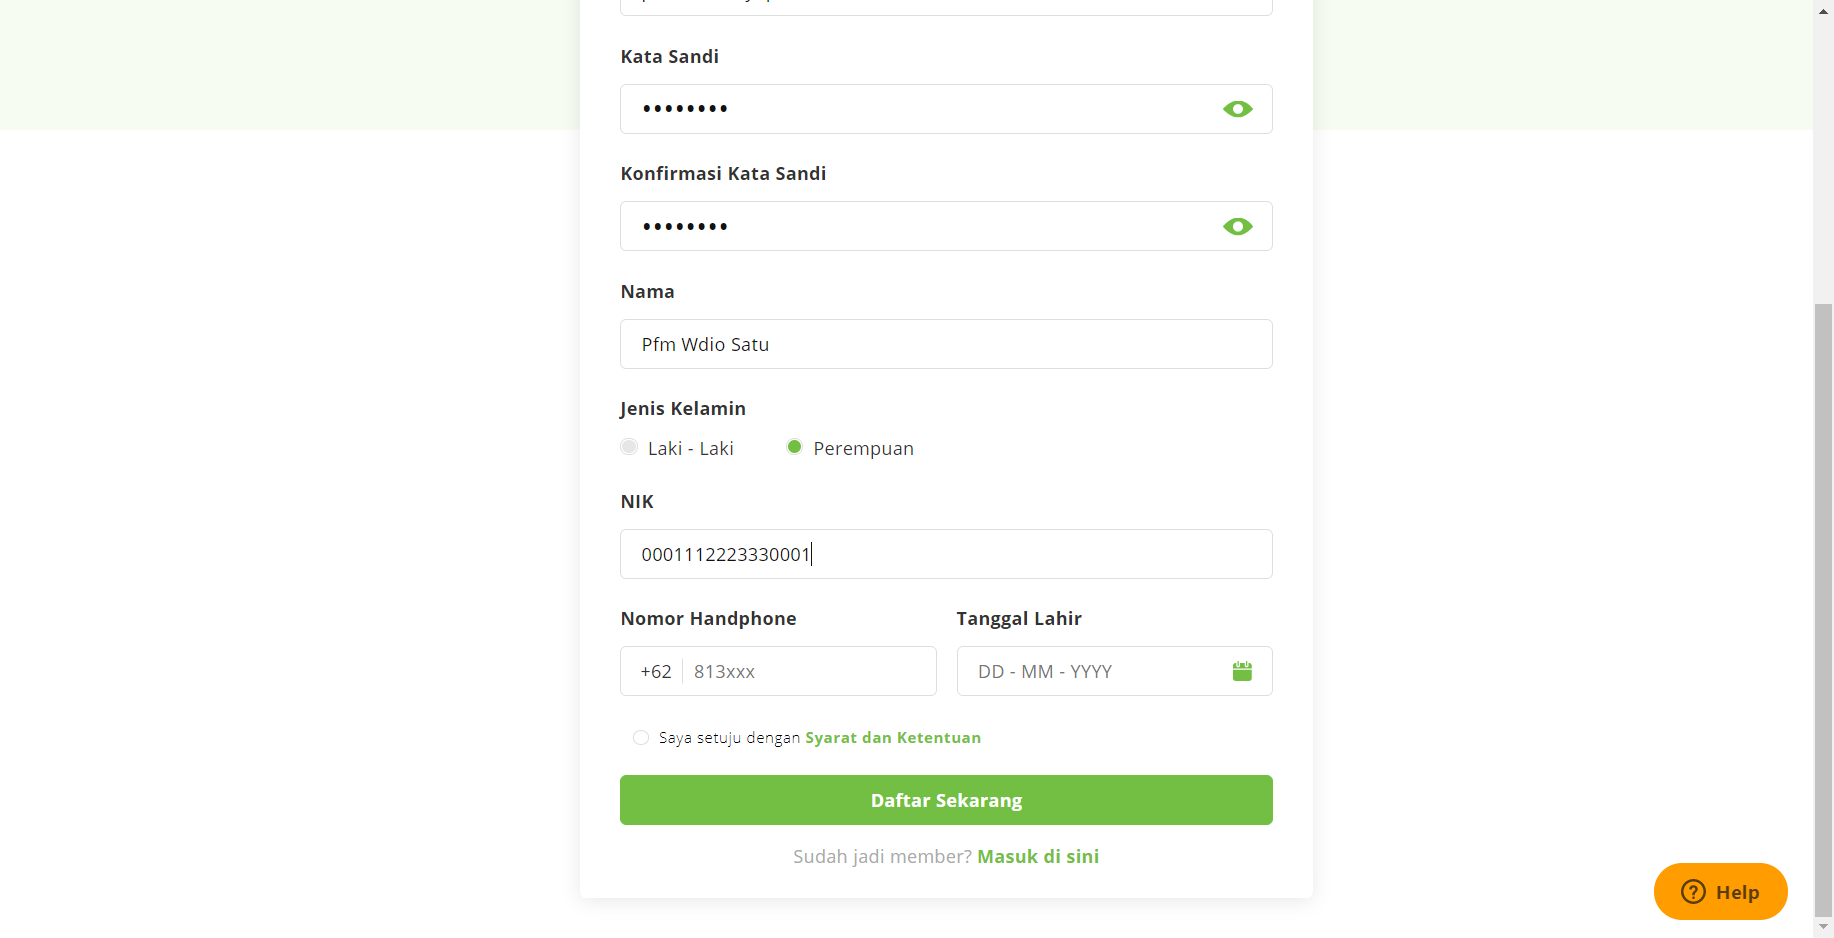 Kata Sandi
••••••••
Konfirmasi Kata Sandi
••••••••
Nama
Pfm Wdio Satu
Jenis Kelamin
Laki - Laki Perempuan
NIK
0001112223330001
Nomor Handphone Tanggal Lahir
+62 813xxx DD - MM - YYYY
Saya setuju dengan Syarat dan Ketentuan
Daftar Sekarang
Sudah jadi member? Masuk di sini
Help